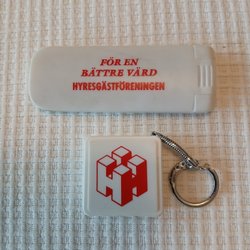 FÖR EN
BÄTTRE VÅRD
HYRESGÄSTFÖRENINGEN